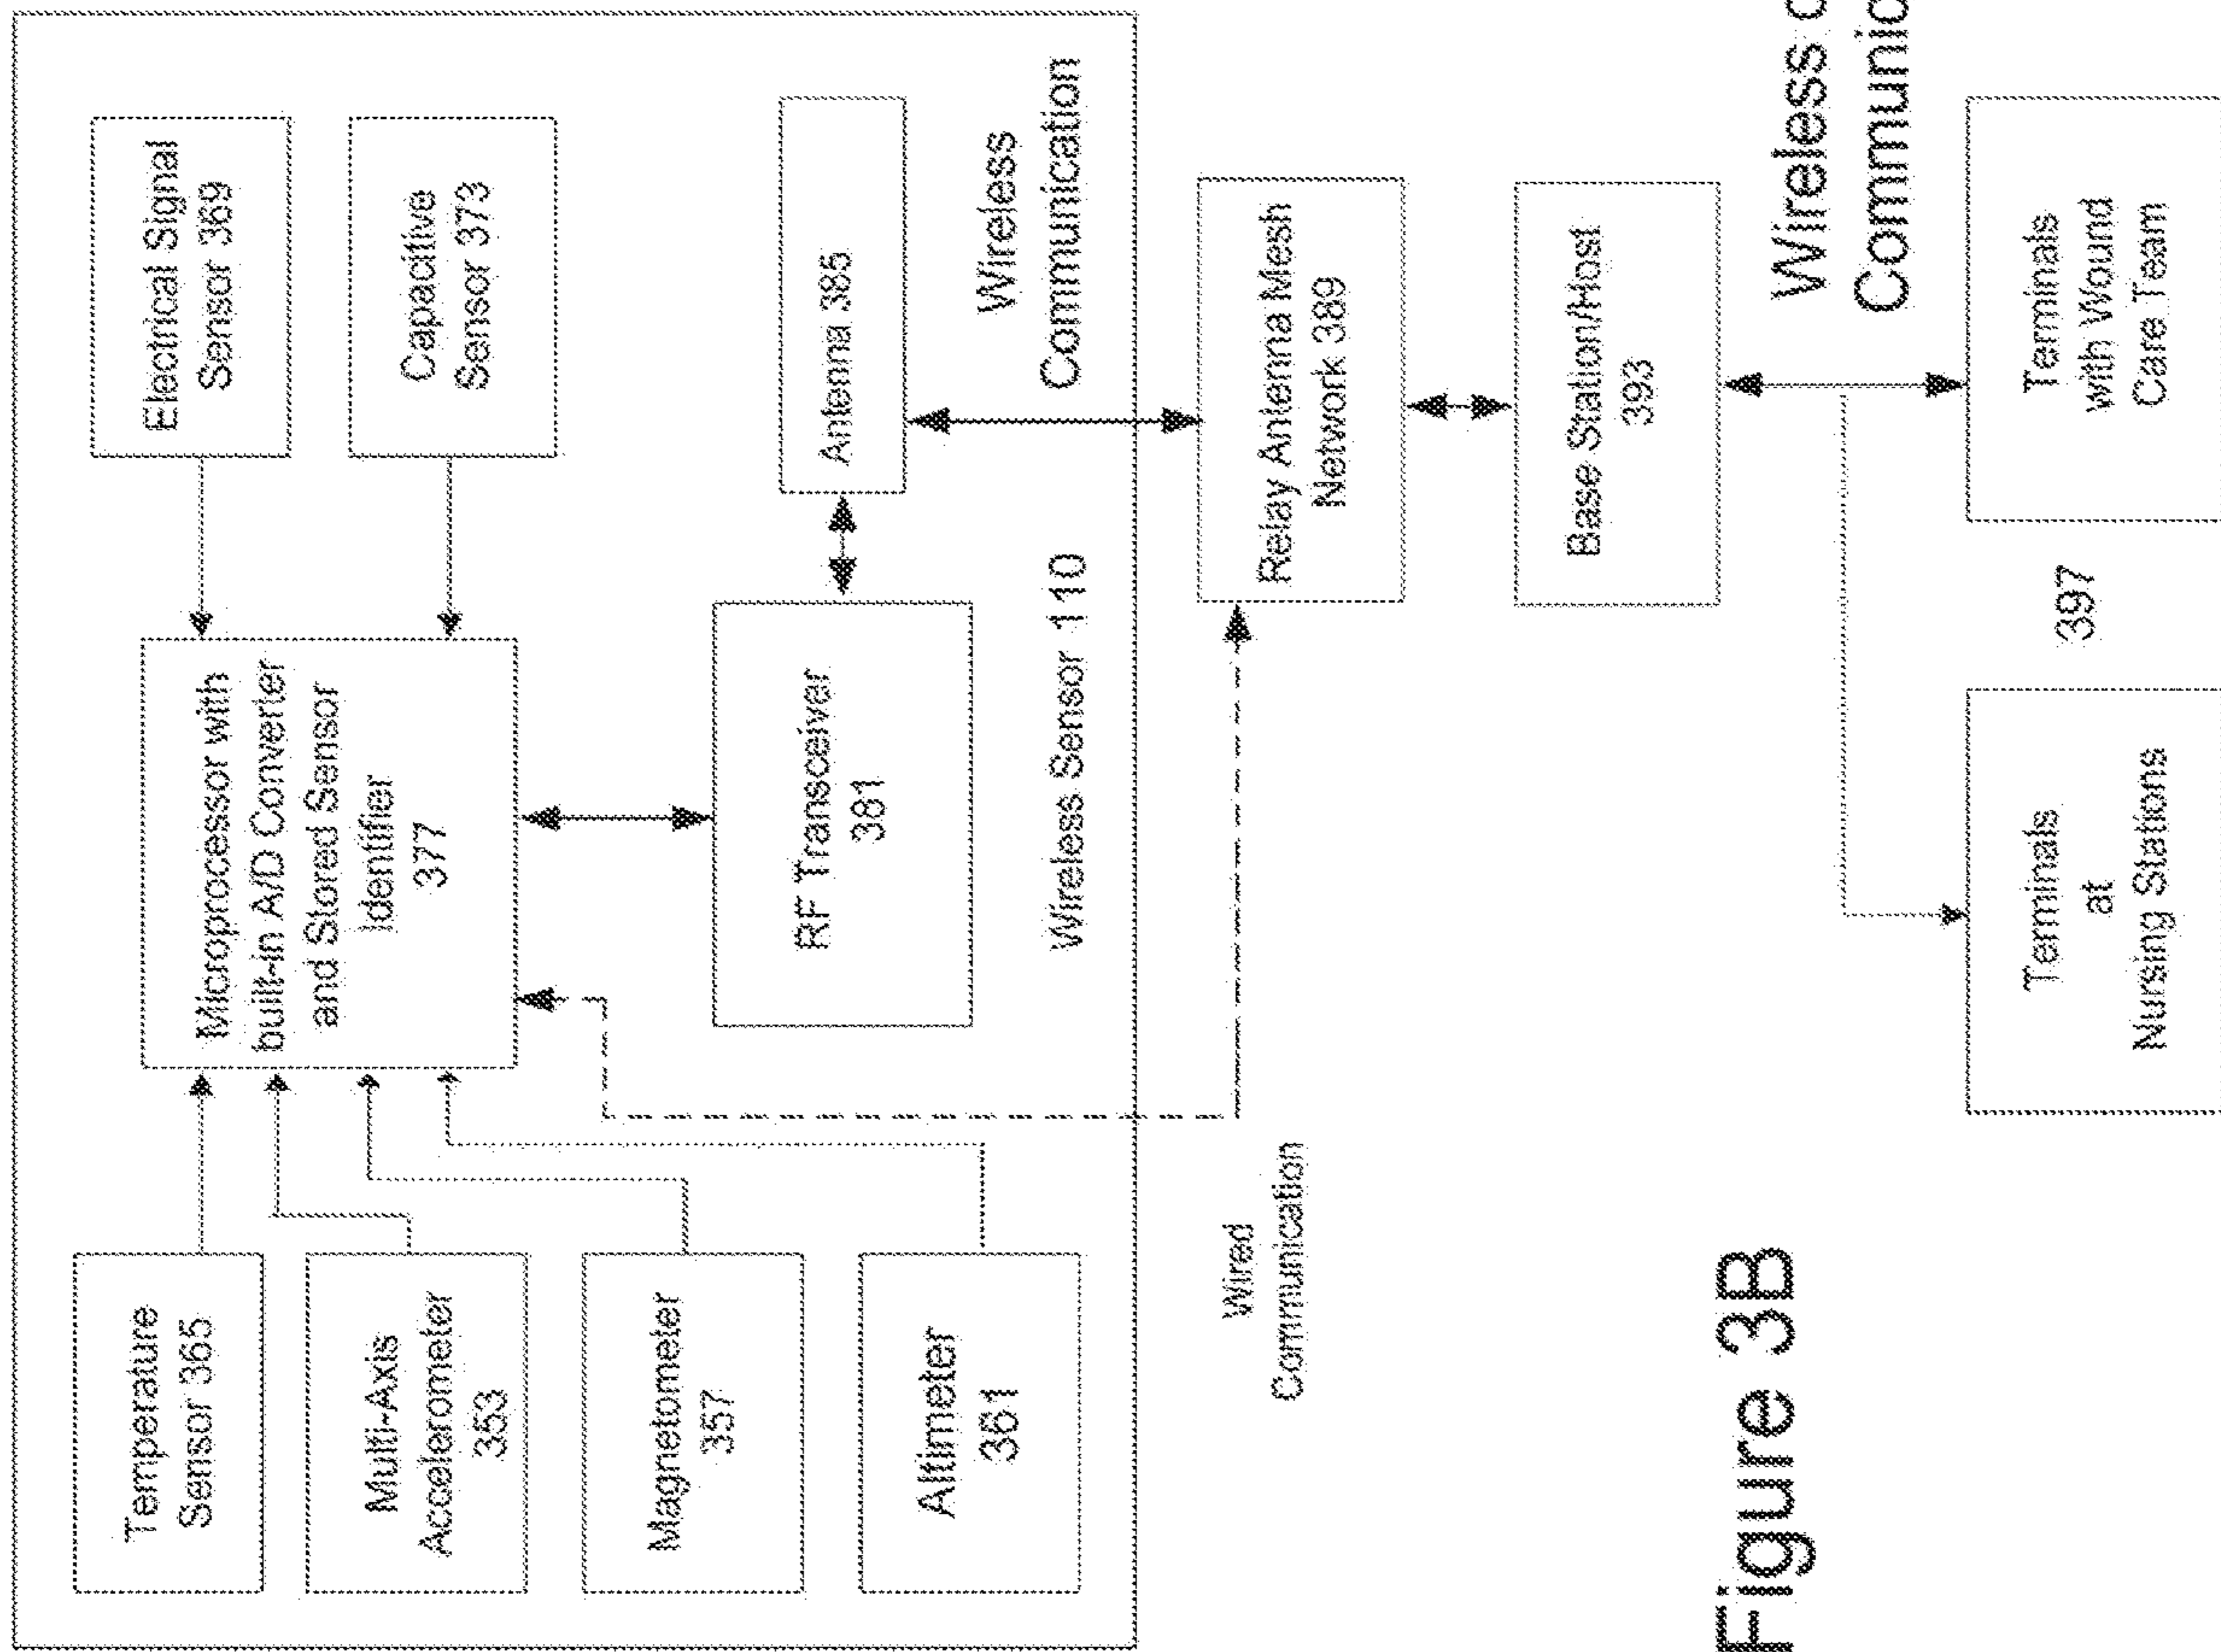 Temperature
Sensor 365
Multi-Axis
Accelerometer
353
Magnetometer
357
Altimeter
361
Microprocessor with
built-in A/D Converter
and Stored Sensor
Identifier
377
Electrical Signal
Sensor 369
Capacitive
Sensor 373
RF Transceiver
381
Antenna 385
Wireless Sensor 110
Wireless
Communication
Wired
Communication
Relay Antenna Mesh
Network 389
Base Station/Host
393
Wireless
Terminals
at
Nursing Stations
397
Terminals
with Wound
Care Team
Figure 3B